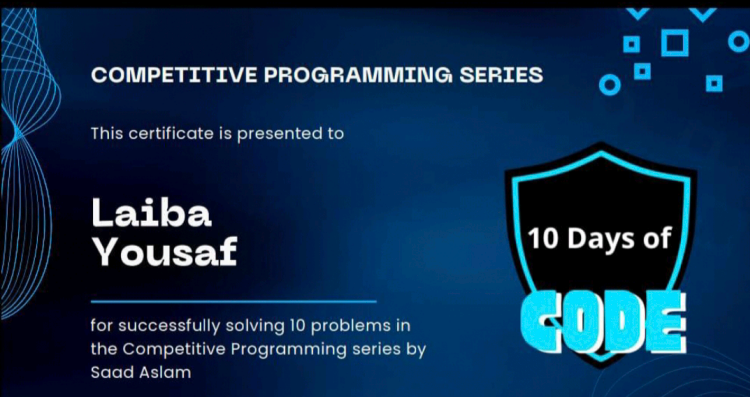 COMPETITIVE PROGRAMMING SERIES
This certificate is presented to
Laiba
Yousaf
for successfully solving 10 problems in
the Competitive Programming series by
Saad Aslam
10 Days of
CODE